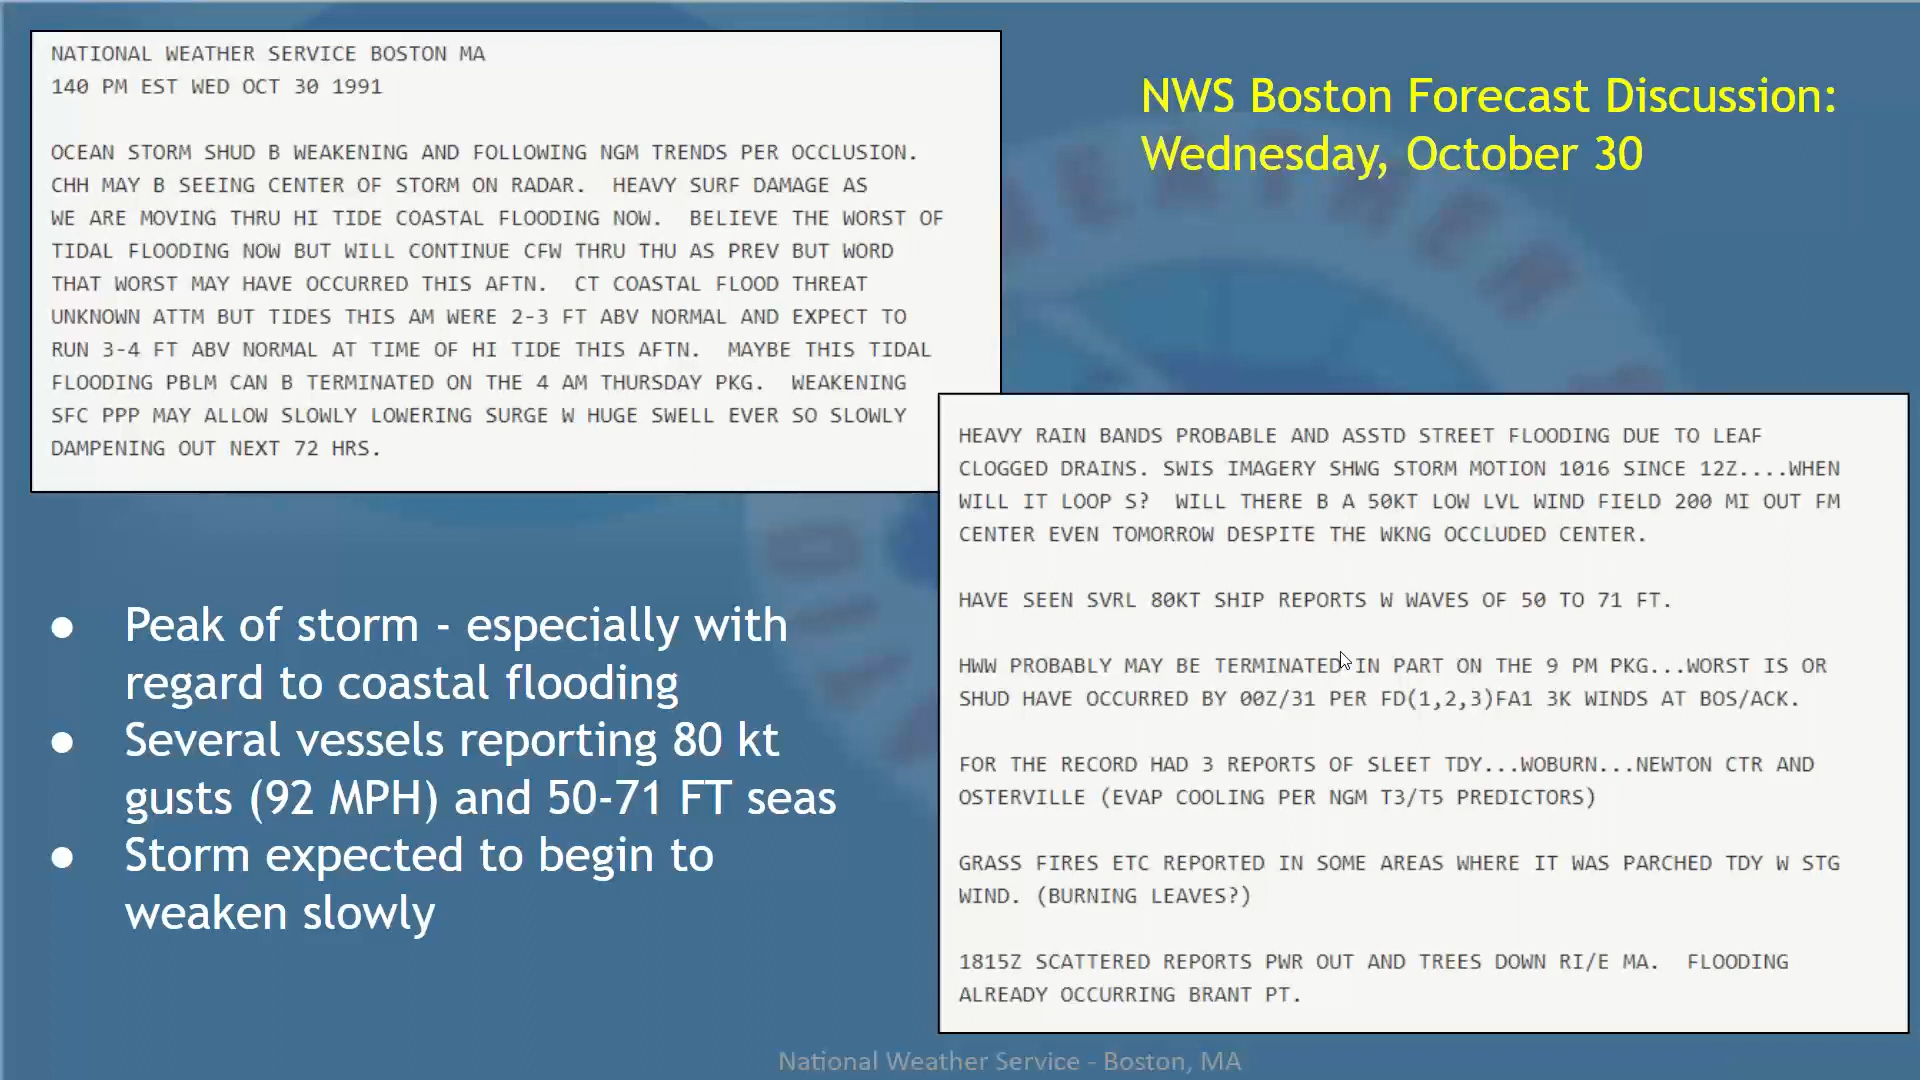 NATIONAL WEATHER SERVICE BOSTON MA
140 PM EST WED OCT 30 1991
OCEAN STORM SHUD B WEAKENING AND FOLLOWING NGM TRENDS PER OCCLUSION.
CHH MAY B SEEING CENTER OF STORM ON RADAR.  HEAVY SURF DAMAGE AS
WE ARE MOVING THRU HI TIDE COASTAL FLOODING NOW.  BELIEVE THE WORST OF
TIDAL FLOODING NOW BUT WILL CONTINUE CFW THRU THU AS PREV BUT WORD
THAT WORST MAY HAVE OCCURRED THIS AFTN.  CT COASTAL FLOOD THREAT
UNKNOWN ATTM BUT TIDES THIS AM WERE 2-3 FT ABV NORMAL AND EXPECT TO
RUN 3-4 FT ABV NORMAL AT TIME OF HI TIDE THIS AFTN.  MAYBE THIS TIDAL
FLOODING PBLM CAN B TERMINATED ON THE 4 AM THURSDAY PKG.  WEAKENING
SFC PPP MAY ALLOW SLOWLY LOWERING SURGE W HUGE SWELL EVER SO SLOWLY
DAMPENING OUT NEXT 72 HRS.
NWS Boston Forecast Discussion:
Wednesday, October 30
HEAVY RAIN BANDS PROBABLE AND ASSTD STREET FLOODING DUE TO LEAF
CLOGGED DRAINS. SWIS IMAGERY SHWG STORM MOTION 1016 SINCE 12Z....WHEN
WILL IT LOOP S?  WILL THERE B A 50KT LOW LVL WIND FIELD 200 MI OUT FM
CENTER EVEN TOMORROW DESPITE THE WKNG OCCLUDED CENTER.
HAVE SEEN SVRL 80KT SHIP REPORTS W WAVES OF 50 TO 71 FT.
HWW PROBABLY MAY BE TERMINATED IN PART ON THE 9 PM PKG...WORST IS OR
SHUD HAVE OCCURRED BY 00Z/31 PER FD(1,2,3)FA1 3K WINDS AT BOS/ACK.
FOR THE RECORD HAD 3 REPORTS OF SLEET TDY...WOBURN...NEWTON CTR AND
OSTERVILLE (EVAP COOLING PER NGM T3/T5 PREDICTORS)
GRASS FIRES ETC REPORTED IN SOME AREAS WHERE IT WAS PARCHED TDY W STG
WIND. (BURNING LEAVES?)
1815Z SCATTERED REPORTS PWR OUT AND TREES DOWN RI/E MA.  FLOODING
ALREADY OCCURRING BRANT PT.
● Peak of storm - especially with
regard to coastal flooding
● Several vessels reporting 80 kt
gusts (92 MPH) and 50-71 FT seas
● Storm expected to begin to
weaken slowly
National Weather Service - Boston, MA